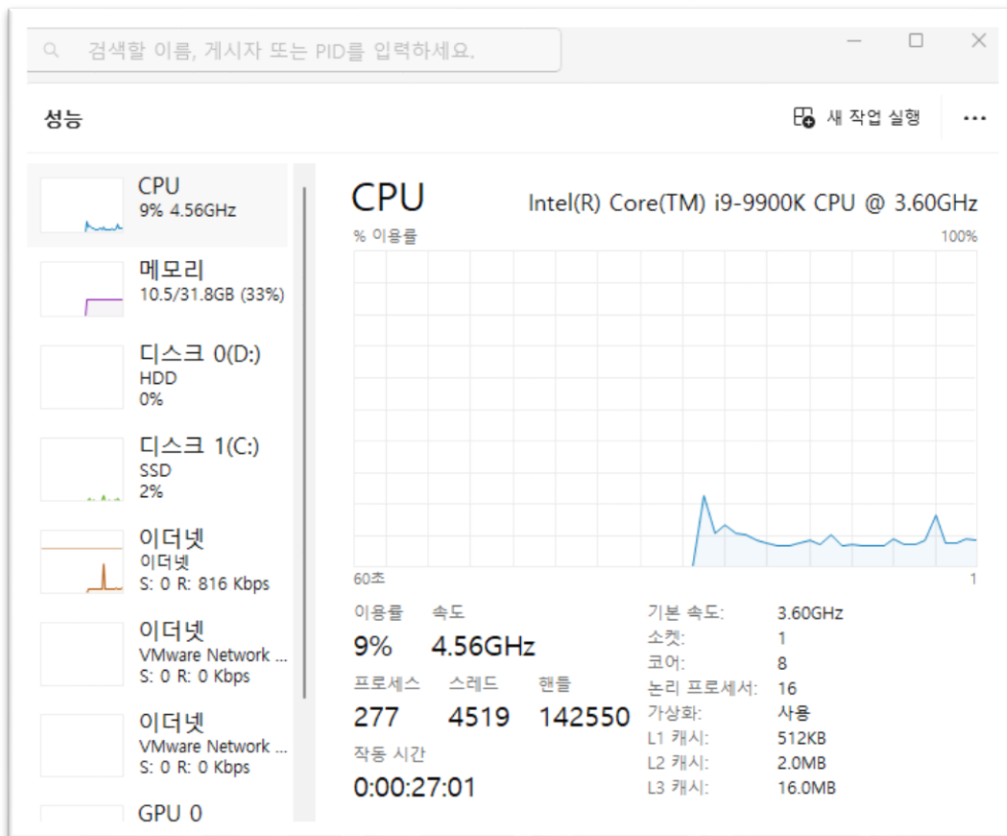 검색할 이름, 게시자 또는 PID를 입력하세요.
성능
새 작업 실행
CPU
9% 4.56GHz
메모리
10.5/31.8GB (33%)
디스크 0(D:)
HDD
0%
디스크 1(C:)
SSD
2%
이더넷
이더넷
S: 0 R: 816 Kbps
이더넷
VMware Network ...
S: 0 R: 0 Kbps
이더넷
VMware Network ...
S: 0 R: 0 Kbps
GPU 0
CPU
Intel(R) Core(TM) i9-9900K CPU @ 3.60GHz
% 이용률 100%
60초 1
이용률 속도
9% 4.56GHz
프로세스 스레드 핸들
277 4519 142550
작동 시간
0:00:27:01
기본 속도: 3.60GHz
소켓: 1
코어: 8
논리 프로세서: 16
가상화: 사용
L1 캐시: 512KB
L2 캐시: 2.0MB
L3 캐시: 16.0MB